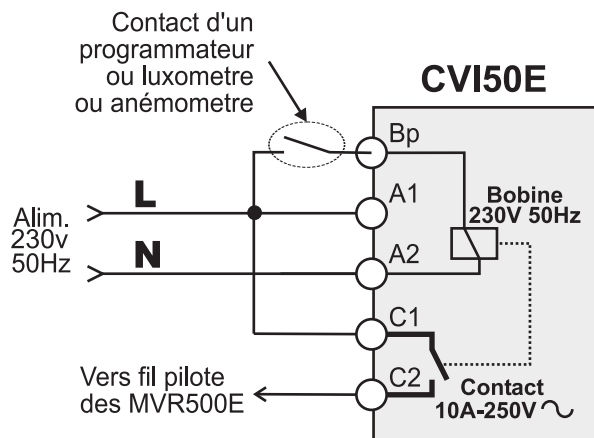 Contact d'un
programmateur
ou luxometre
ou anémometre
CVI50E
Bp
L
A1
Bobine
230V 50Hz
Alim.
230v
50Hz
N
A2
C1
Vers fil pilote
des MVR500E
C2
Contact
10A-250V